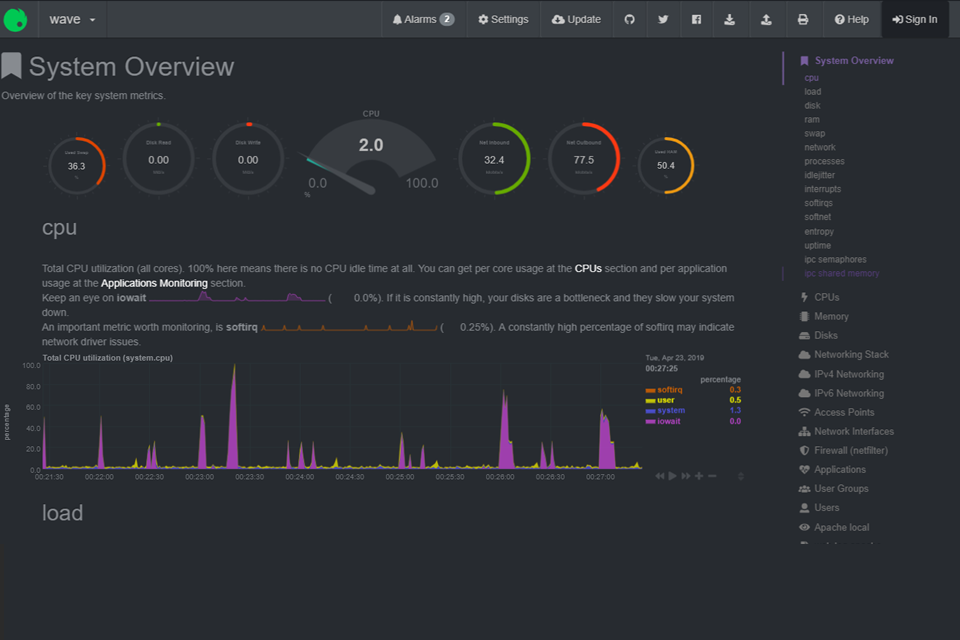 wave
Alarms 2
Settings
Update
Help
Sign In
System Overview
Overview of the key system metrics.
36.3
%
Disk Read
0.00
Disk Write
0.00
CPU
2.0
0.0
100.0
%
Net Inbound
32.4
Net Outbound
77.5
50.4
%
cpu
Total CPU utilization (all cores). 100% here means there is no CPU idle time at all. You can get per core usage at the CPUs section and per application
usage at the Applications Monitoring section.
Keep an eye on iowait ( 0.0%). If it is constantly high, your disks are a bottleneck and they slow your system
down.
An important metric worth monitoring, is softirq ( 0.25%). A constantly high percentage of softirq may indicate
network driver issues.
Total CPU utilization (system.cpu)
percentage
100.0
80.0
60.0
40.0
20.0
0.0
00:21:30 00:22:00 00:22:30 00:23:00 00:23:30 00:24:00 00:24:30 00:25:00 00:25:30 00:26:00 00:26:30 00:27:00
Tue, Apr 23, 2019
00:27:25
percentage
softirq 0.3
user 0.5
system 1.3
iowait 0.0
load
System Overview
cpu
load
disk
ram
swap
network
processes
idlejitter
interrupts
softirqs
softnet
entropy
uptime
ipc semaphores
ipc shared memory
CPUs
Memory
Disks
Networking Stack
IPv4 Networking
IPv6 Networking
Access Points
Network Interfaces
Firewall (netfilter)
Applications
User Groups
Users
Apache local